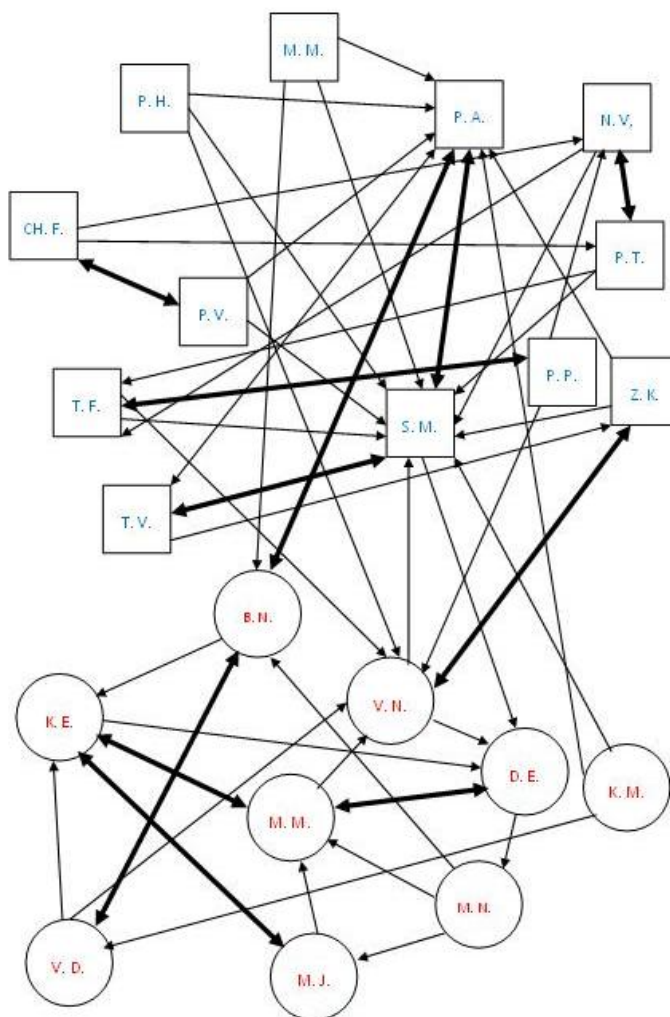 M. M.
P. H.
P. A.
N. V,
CH. F.
P. T.
P. V.
P. P.
T. F.
Z. K.
S. M.
T. V.
B. N.
V. N.
K. E.
D. E.
K. M.
M. M.
M. N.
V. D.
M. J.